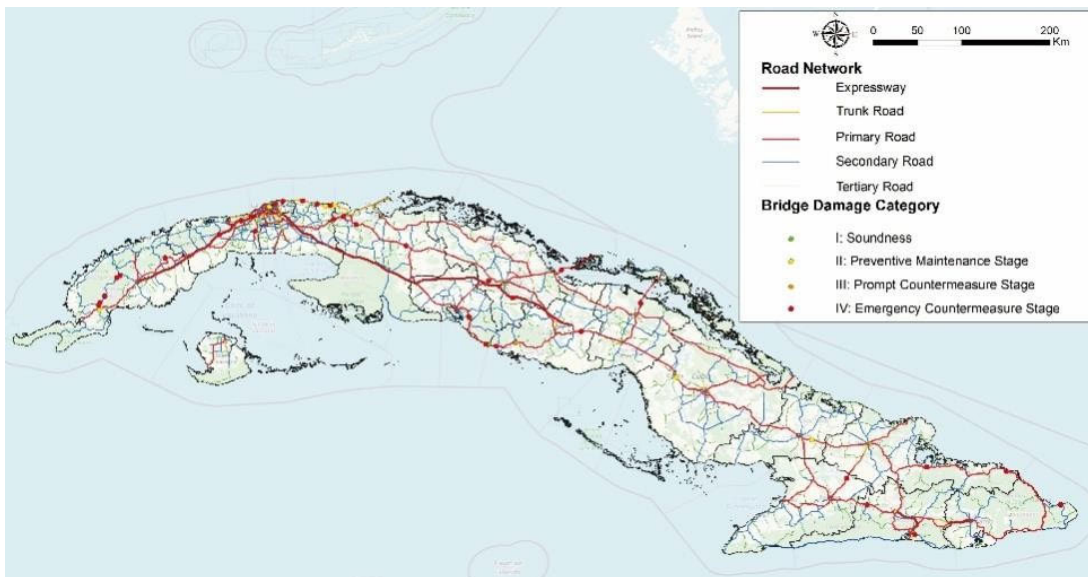 N
W
E
S
0
50
100
200
Km
Road Network
Expressway
Trunk Road
Primary Road
Secondary Road
Tertiary Road
Bridge Damage Category
I: Soundness
II: Preventive Maintenance Stage
III: Prompt Countermeasure Stage
IV: Emergency Countermeasure Stage